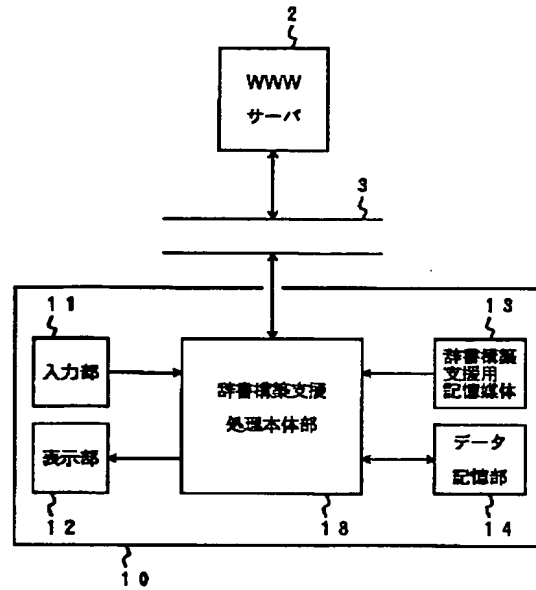 2
WWW
サーバ
3
11
入力部
13
辞書構築
支援用
記憶媒体
辞書構築支援
処理本体部
表示部
12
データ
記憶部
14
18
10